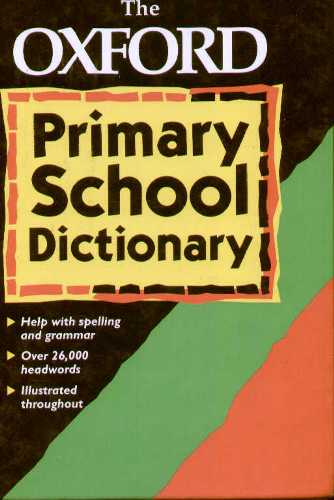 The
OXFORD
Primary
School
Dictionary
Help with spelling
and grammar
Over 26,000
headwords
Illustrated
throughout